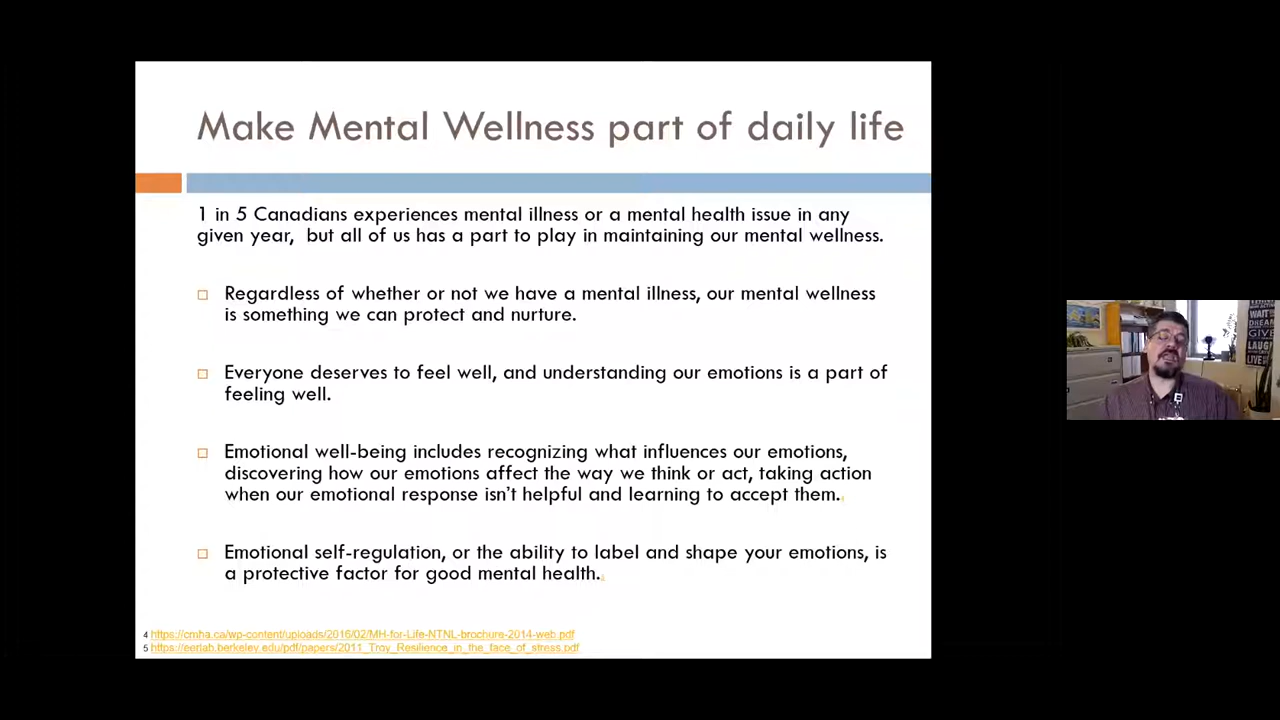 Make Mental Wellness part of daily life
1 in 5 Canadians experiences mental illness or a mental health issue in any
given year, but all of us has a part to play in maintaining our mental wellness.
Regardless of whether or not we have a mental illness, our mental wellness
is something we can protect and nurture.
Everyone deserves to feel well, and understanding our emotions is a part of
feeling well.
Emotional well-being includes recognizing what influences our emotions,
discovering how our emotions affect the way we think or act, taking action
when our emotional response isn't helpful and learning to accept them.
Emotional self-regulation, or the ability to label and shape your emotions, is
a protective factor for good mental health.
4 https://cmha.ca/wp-content/uploads/2016/02/MH-for-Life-NTNL-brochure-2014-web.pdf
5 https://eerlab.berkeley.edu/pdf/papers/2011_Troy_Resilience_in_the_face_of_stress.pdf
WAIT
DREAM
GIVE
LAUGH
LIVE